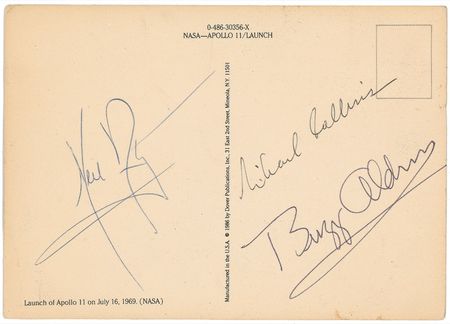 0-486-30356-X
NASA—APOLLO 11/LAUNCH
Neil
Manufactured in the U.S.A. © 1986 by Dover Publications, Inc., 31 East 2nd Street, Mineola, N.Y. 11501
Michael Collins
Buzz Aldrin
Launch of Apollo 11 on July 16, 1969. (NASA)